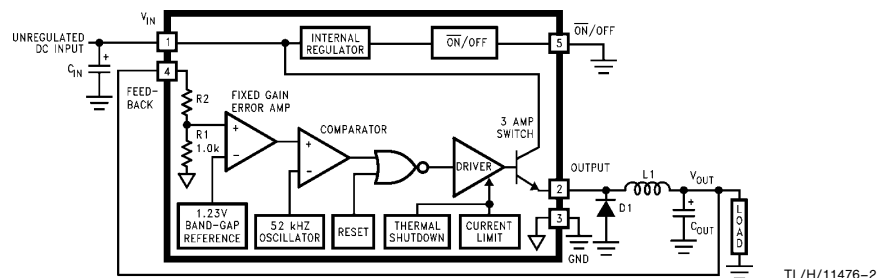 V_IN
UNREGULATED
DC INPUT
1
INTERNAL
REGULATOR
ON/OFF
5
ON/OFF
+
C_IN
4
FEED-
BACK
R2
FIXED GAIN
ERROR AMP
R1
1.0k
+
−
COMPARATOR
+
−
3 AMP
SWITCH
DRIVER
OUTPUT
2
L1
V_OUT
1.23V
BAND-GAP
REFERENCE
52 kHZ
OSCILLATOR
RESET
THERMAL
SHUTDOWN
CURRENT
LIMIT
3
GND
D1
+
C_OUT
LOAD
TL/H/11476–2